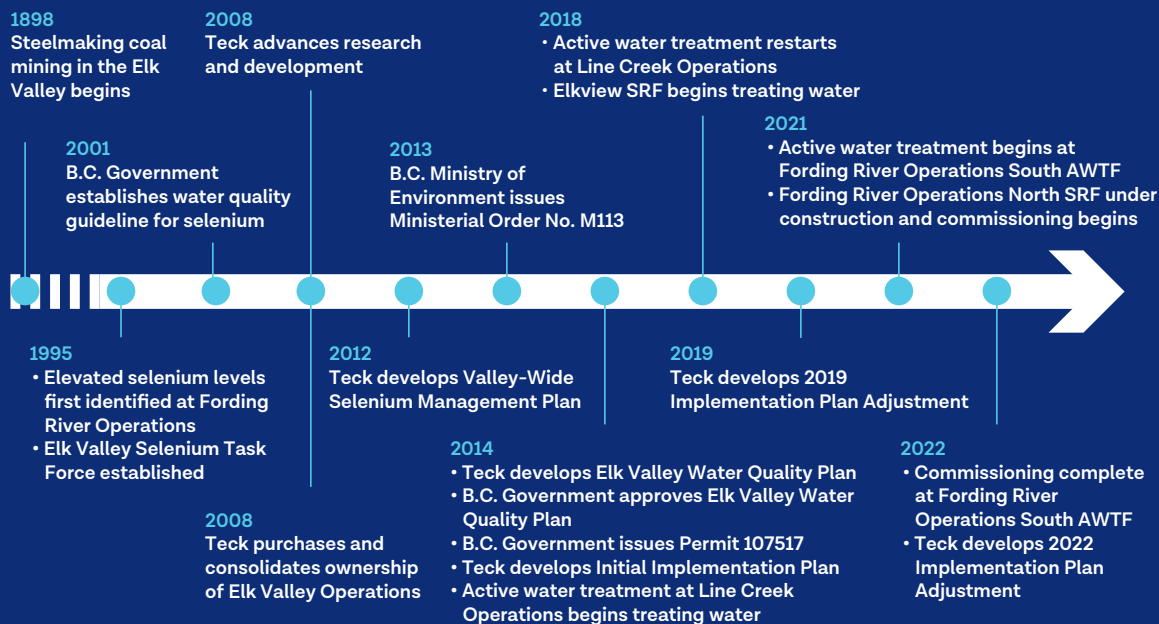 1898
Steelmaking coal
mining in the Elk
Valley begins
2008
Teck advances research
and development
2018
• Active water treatment restarts
at Line Creek Operations
• Elkview SRF begins treating water
2001
B.C. Government
establishes water quality
guideline for selenium
2013
B.C. Ministry of
Environment issues
Ministerial Order No. M113
2021
• Active water treatment begins at
Fording River Operations South AWTF
• Fording River Operations North SRF under
construction and commissioning begins
1995
• Elevated selenium levels
first identified at Fording
River Operations
• Elk Valley Selenium Task
Force established
2012
Teck develops Valley-Wide
Selenium Management Plan
2019
Teck develops 2019
Implementation Plan Adjustment
2008
Teck purchases and
consolidates ownership
of Elk Valley Operations
2014
• Teck develops Elk Valley Water Quality Plan
• B.C. Government approves Elk Valley Water
Quality Plan
• B.C. Government issues Permit 107517
• Teck develops Initial Implementation Plan
• Active water treatment at Line Creek
Operations begins treating water
2022
• Commissioning complete
at Fording River
Operations South AWTF
• Teck develops 2022
Implementation Plan
Adjustment